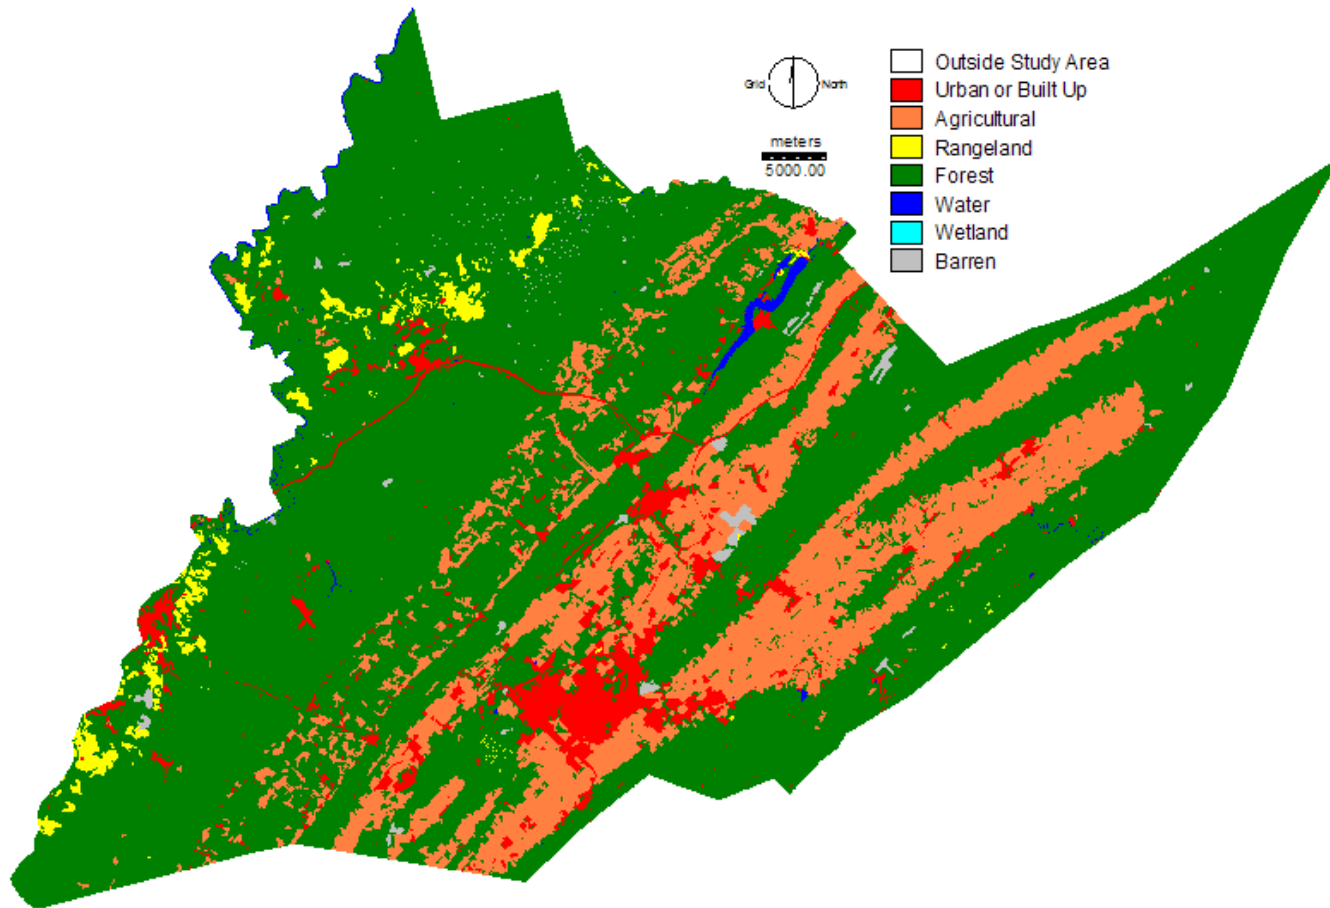 Grid North
meters
5000.00
Outside Study Area
Urban or Built Up
Agricultural
Rangeland
Forest
Water
Wetland
Barren